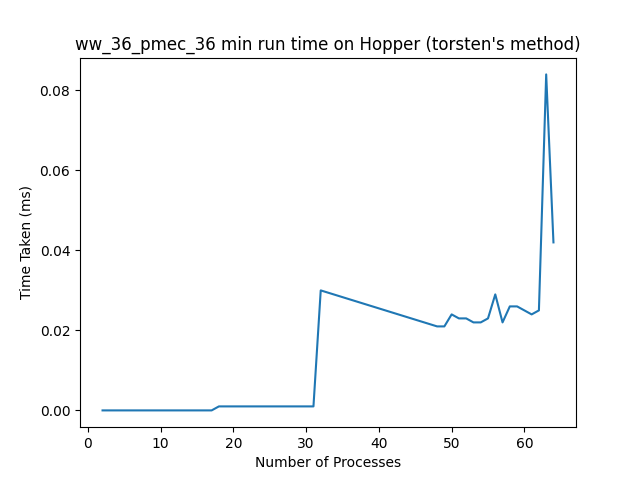 ww_36_pmec_36 min run time on Hopper (torsten's method)
Time Taken (ms)
0.08
0.06
0.04
0.02
0.00
0 10 20 30 40 50 60
Number of Processes